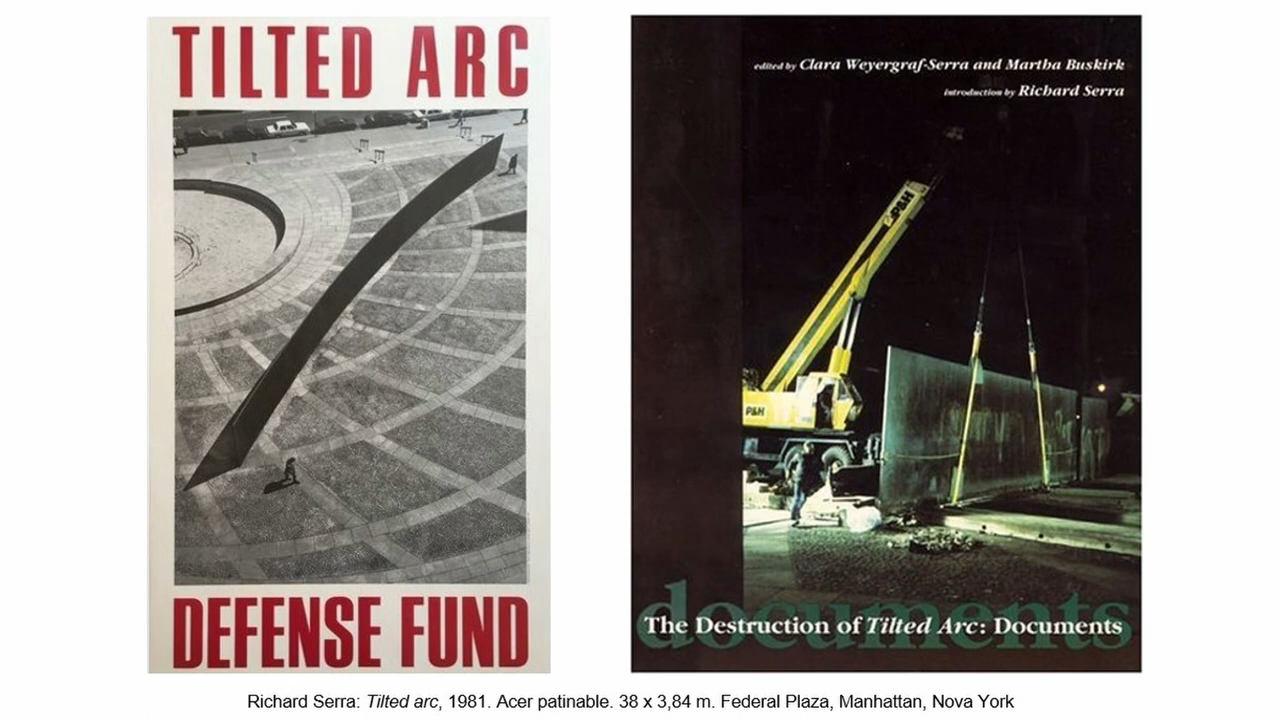 TILTED ARC
DEFENSE FUND
edited by Clara Weyergraf-Serra and Martha Buskirk
introduction by Richard Serra
P&H
P&H
documents
The Destruction of Tilted Arc: Documents
Richard Serra: Tilted arc, 1981. Acer patinable. 38 x 3,84 m. Federal Plaza, Manhattan, Nova York